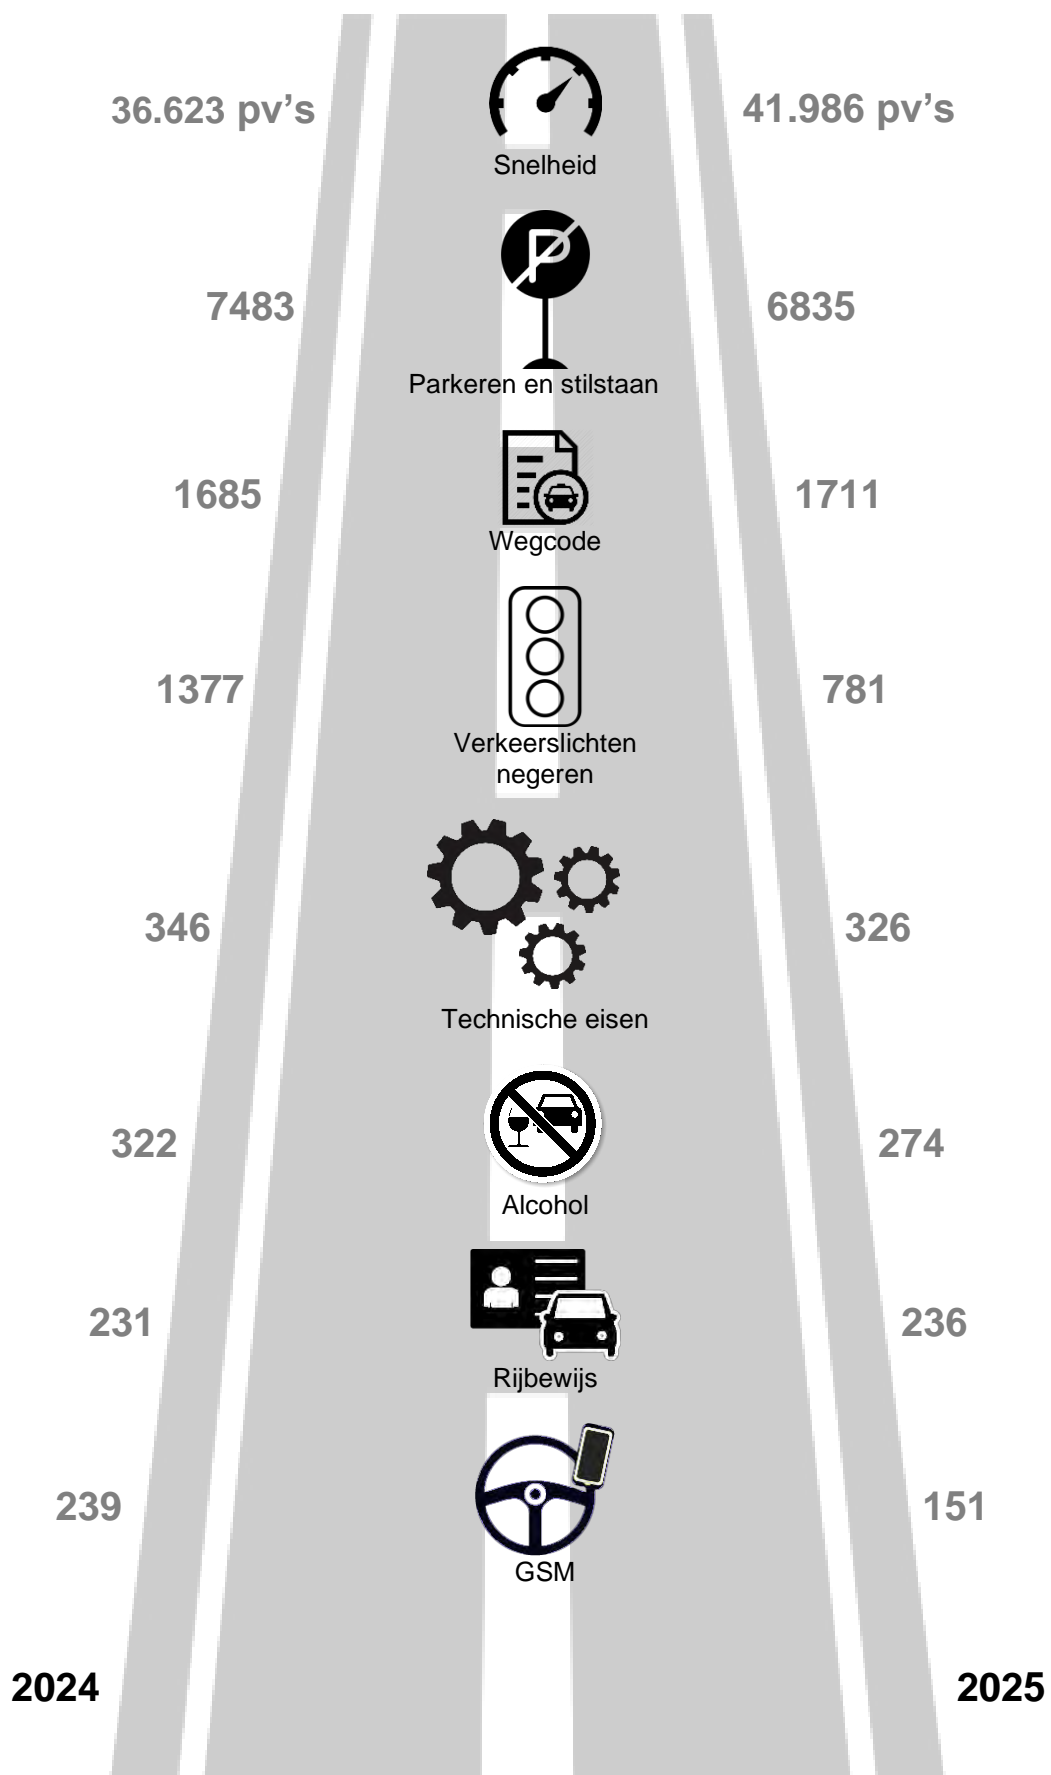 36.623 pv’s
41.986 pv’s
Snelheid
P
7483
6835
Parkeren en stilstaan
1685
1711
Wegcode
1377
781
Verkeerslichten
negeren
346
326
Technische eisen
322
274
Alcohol
231
236
Rijbewijs
239
151
GSM
2024
2025